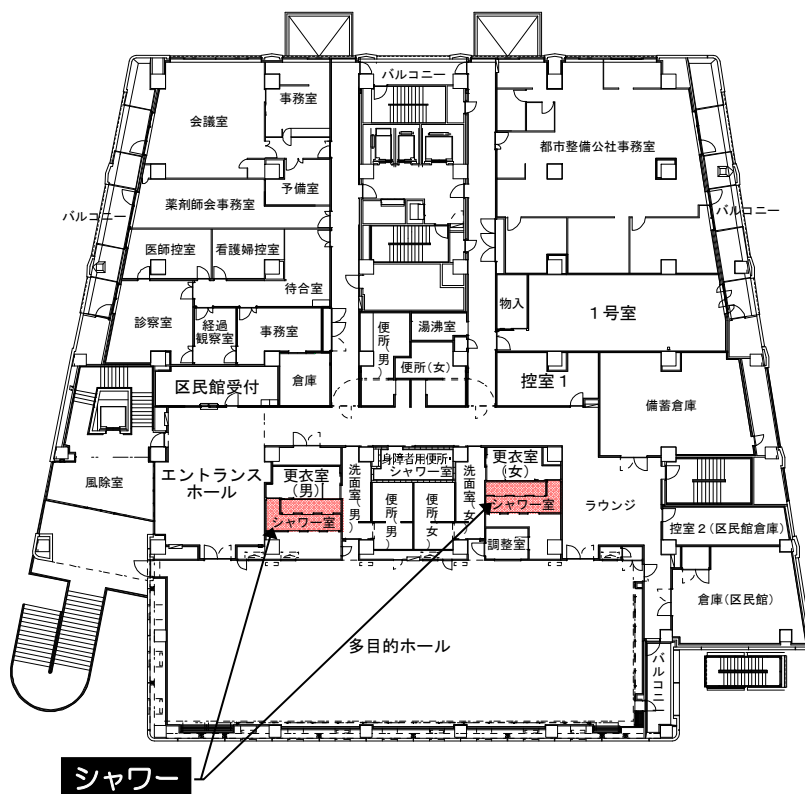 バルコニー
事務室
会議室
都市整備公社事務室
予備室
薬剤師会事務室
バルコニー
バルコニー
医師控室
看護婦控室
待合室
物入
1号室
診察室
経過
観察室
事務室
便所(男)
湯沸室
便所(女)
倉庫
区民館受付
控室1
備蓄倉庫
エントランス
ホール
風除室
更衣室
(男)
シャワー室
洗面室(男)
身障者用便所
シャワー室
便所(男)
便所(女)
洗面室(女)
更衣室
(女)
シャワー室
調整室
ラウンジ
控室2(区民館倉庫)
倉庫(区民館)
多目的ホール
バルコニー
シャワー